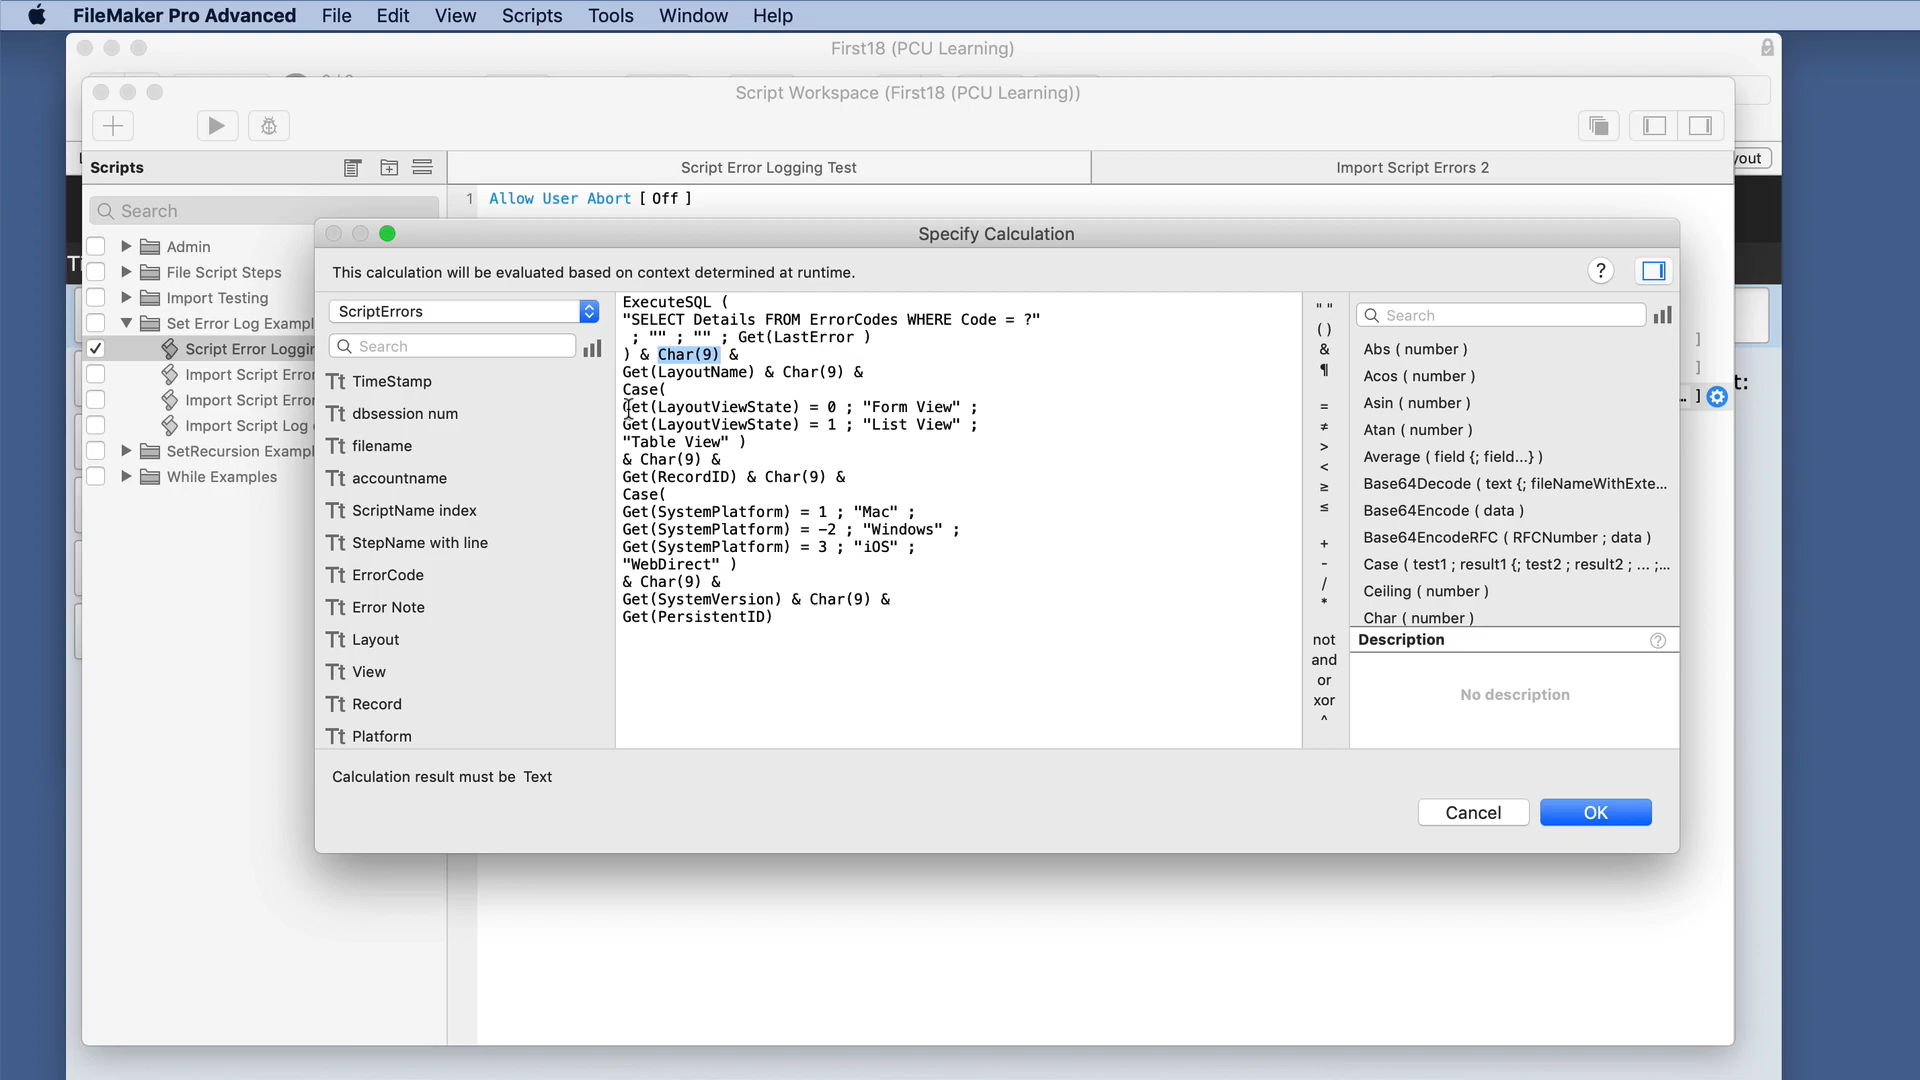 FileMaker Pro Advanced File Edit View Scripts Tools Window Help
First18 (PCU Learning)
Script Workspace (First18 (PCU Learning))
Scripts
Script Error Logging Test
Import Script Errors 2
yout
Search
1 Allow User Abort [ Off ]
Admin
File Script Steps
Import Testing
Set Error Log Exampl
Script Error Loggin
Import Script Error
Import Script Error
Import Script Log
SetRecursion Exampl
While Examples
Specify Calculation
This calculation will be evaluated based on context determined at runtime.
?
ScriptErrors
Search
TimeStamp
dbsession num
filename
accountname
ScriptName index
StepName with line
ErrorCode
Error Note
Layout
View
Record
Platform
ExecuteSQL (
"SELECT Details FROM ErrorCodes WHERE Code = ?"
; "" ; "" ; Get(LastError )
) & Char(9) &
Get(LayoutName) & Char(9) &
Case(
Get(LayoutViewState) = 0 ; "Form View" ;
Get(LayoutViewState) = 1 ; "List View" ;
"Table View" )
& Char(9) &
Get(RecordID) & Char(9) &
Case(
Get(SystemPlatform) = 1 ; "Mac" ;
Get(SystemPlatform) = -2 ; "Windows" ;
Get(SystemPlatform) = 3 ; "iOS" ;
"WebDirect" )
& Char(9) &
Get(SystemVersion) & Char(9) &
Get(PersistentID)
" "
( )
&
¶
=
≠
>
<
≥
≤
+
-
/
*
not
and
or
xor
^
Search
Abs ( number )
Acos ( number )
Asin ( number )
Atan ( number )
Average ( field {; field...} )
Base64Decode ( text {; fileNameWithExte...
Base64Encode ( data )
Base64EncodeRFC ( RFCNumber ; data )
Case ( test1 ; result1 {; test2 ; result2 ; ... ;...
Ceiling ( number )
Char ( number )
Description
?
No description
]
]
... ]
t:
Calculation result must be Text
Cancel
OK